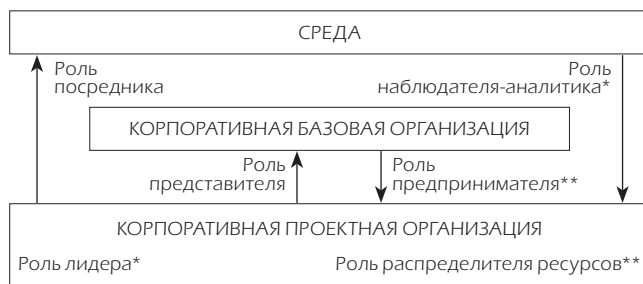 СРЕДА
Роль
посредника
Роль
наблюдателя-аналитика*
КОРПОРАТИВНАЯ БАЗОВАЯ ОРГАНИЗАЦИЯ
Роль
представителя
Роль
предпринимателя**
КОРПОРАТИВНАЯ ПРОЕКТНАЯ ОРГАНИЗАЦИЯ
Роль лидера*
Роль распределителя ресурсов**